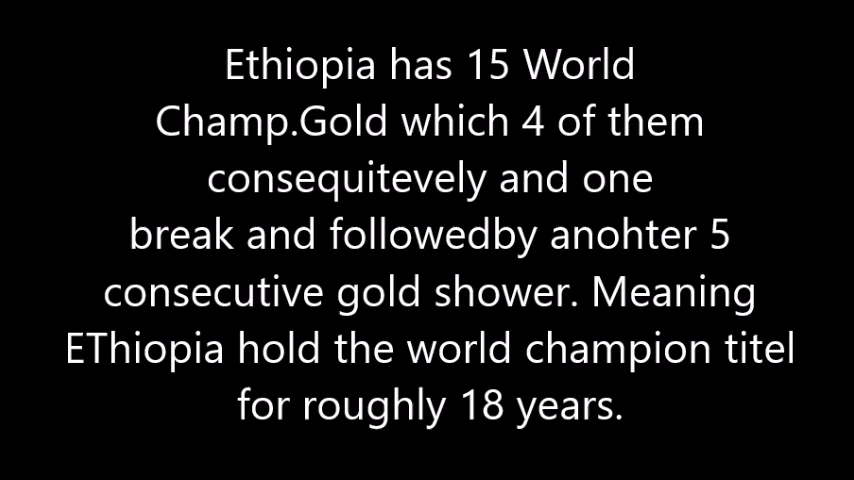 Ethiopia has 15 World
Champ.Gold which 4 of them
consequitevely and one
break and followedby anohter 5
consecutive gold shower. Meaning
EThiopia hold the world champion titel
for roughly 18 years.